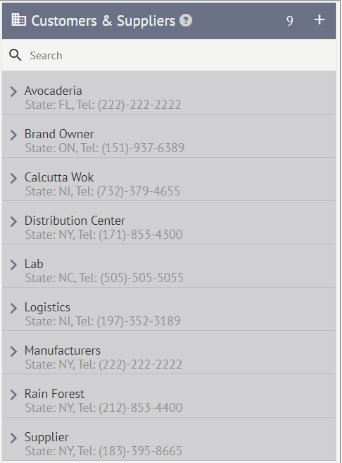 Customers & Suppliers ? 9 +
Search
Avocaderia
State: FL, Tel: (222)-222-2222
Brand Owner
State: ON, Tel: (151)-937-6389
Calcutta Wok
State: NJ, Tel: (732)-379-4655
Distribution Center
State: NY, Tel: (171)-853-4300
Lab
State: NC, Tel: (505)-505-5055
Logistics
State: NJ, Tel: (197)-352-3189
Manufacturers
State: NY, Tel: (222)-222-2222
Rain Forest
State: NY, Tel: (212)-853-4400
Supplier
State: NY, Tel: (183)-395-8665